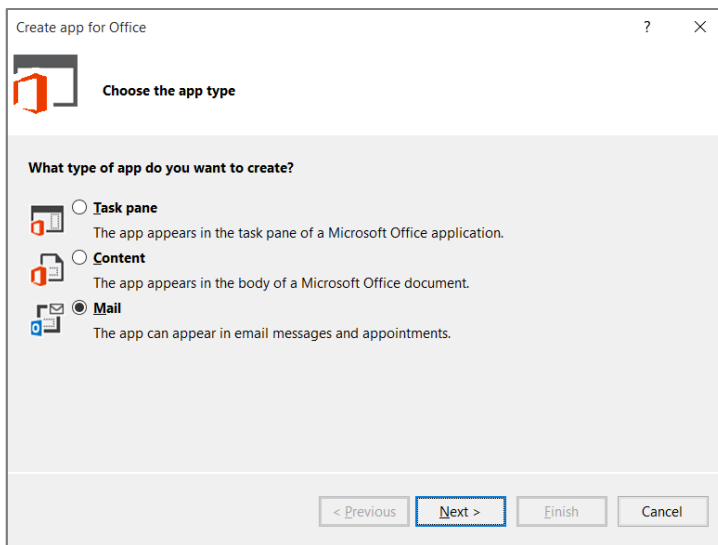 Create app for Office ? ×
Choose the app type
What type of app do you want to create?
Task pane
The app appears in the task pane of a Microsoft Office application.
Content
The app appears in the body of a Microsoft Office document.
Mail
The app can appear in email messages and appointments.
< Previous Next > Finish Cancel